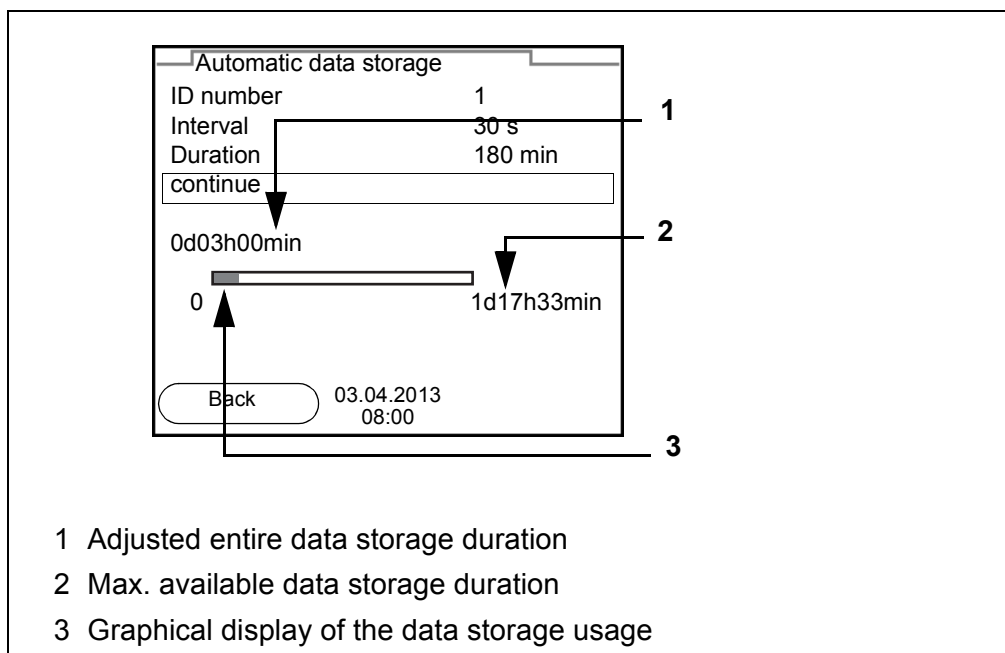 Automatic data storage
ID number 1
Interval 30 s
Duration 180 min
continue
0d03h00min
0 1d17h33min
Back 03.04.2013
08:00
1
2
3
1 Adjusted entire data storage duration
2 Max. available data storage duration
3 Graphical display of the data storage usage